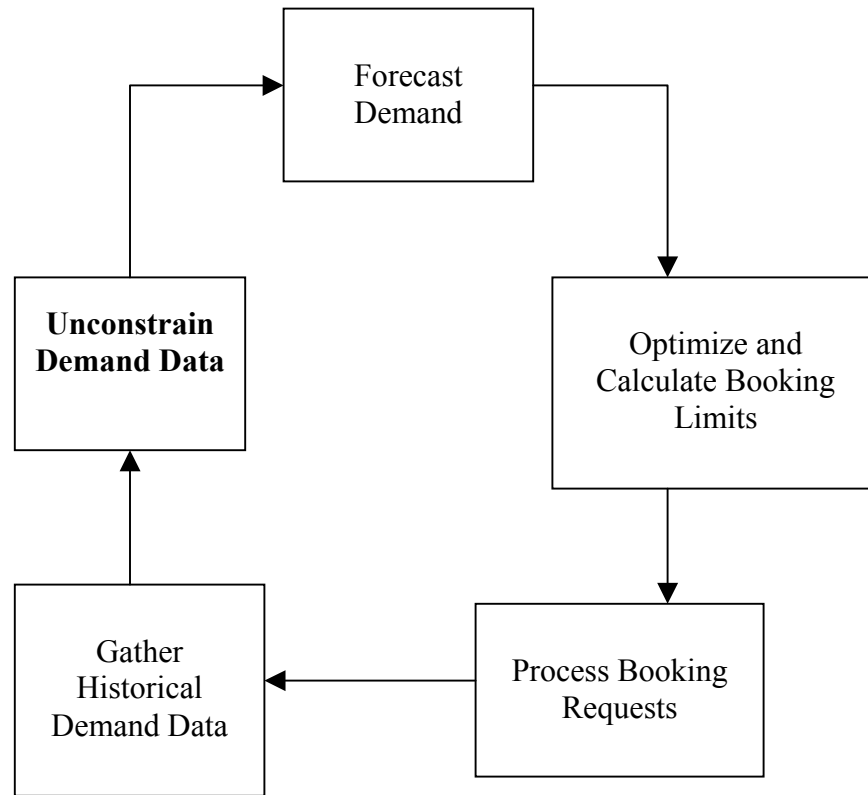 Forecast
Demand
Unconstrain
Demand Data
Optimize and
Calculate Booking
Limits
Gather
Historical
Demand Data
Process Booking
Requests